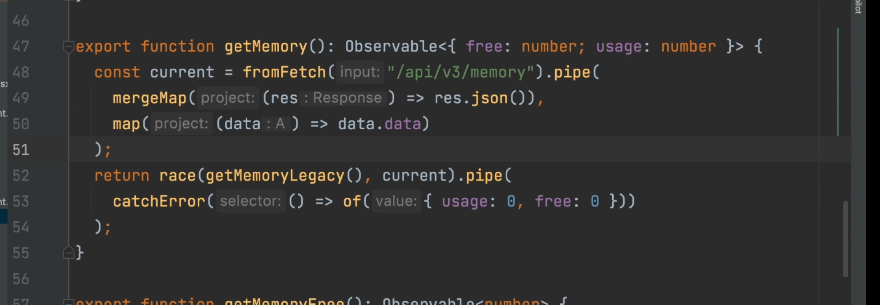 46
47 export function getMemory(): Observable<{ free: number; usage: number }> {
48 const current = fromFetch( input: "/api/v3/memory").pipe(
49 mergeMap( project: (res : Response ) => res.json()),
50 map( project: (data : A ) => data.data)
51 );
52 return race(getMemoryLegacy(), current).pipe(
53 catchError( selector: () => of( value: { usage: 0, free: 0 }))
54 );
55 }
56
57 export function getMemoryFree(): Observable<number> {